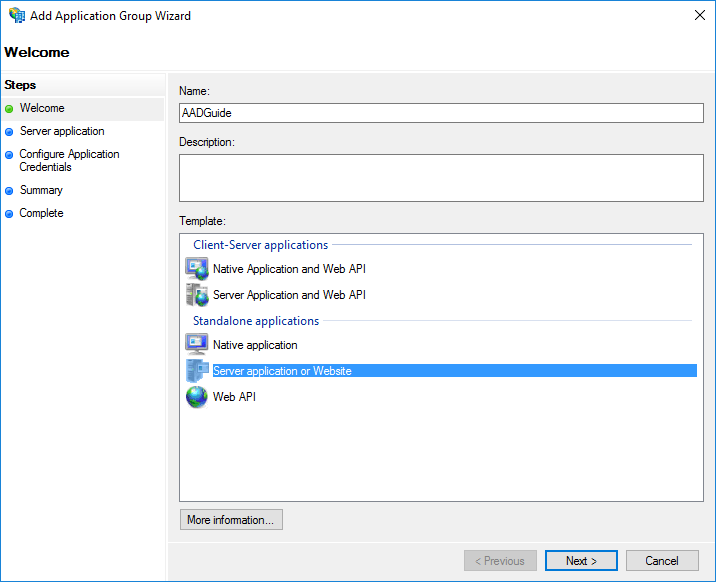 Add Application Group Wizard
Welcome
Steps
Welcome
Server application
Configure Application
Credentials
Summary
Complete
Name:
AADGuide
Description:
Template:
Client-Server applications
Native Application and Web API
Server Application and Web API
Standalone applications
Native application
Server application or Website
Web API
More information...
< Previous
Next >
Cancel